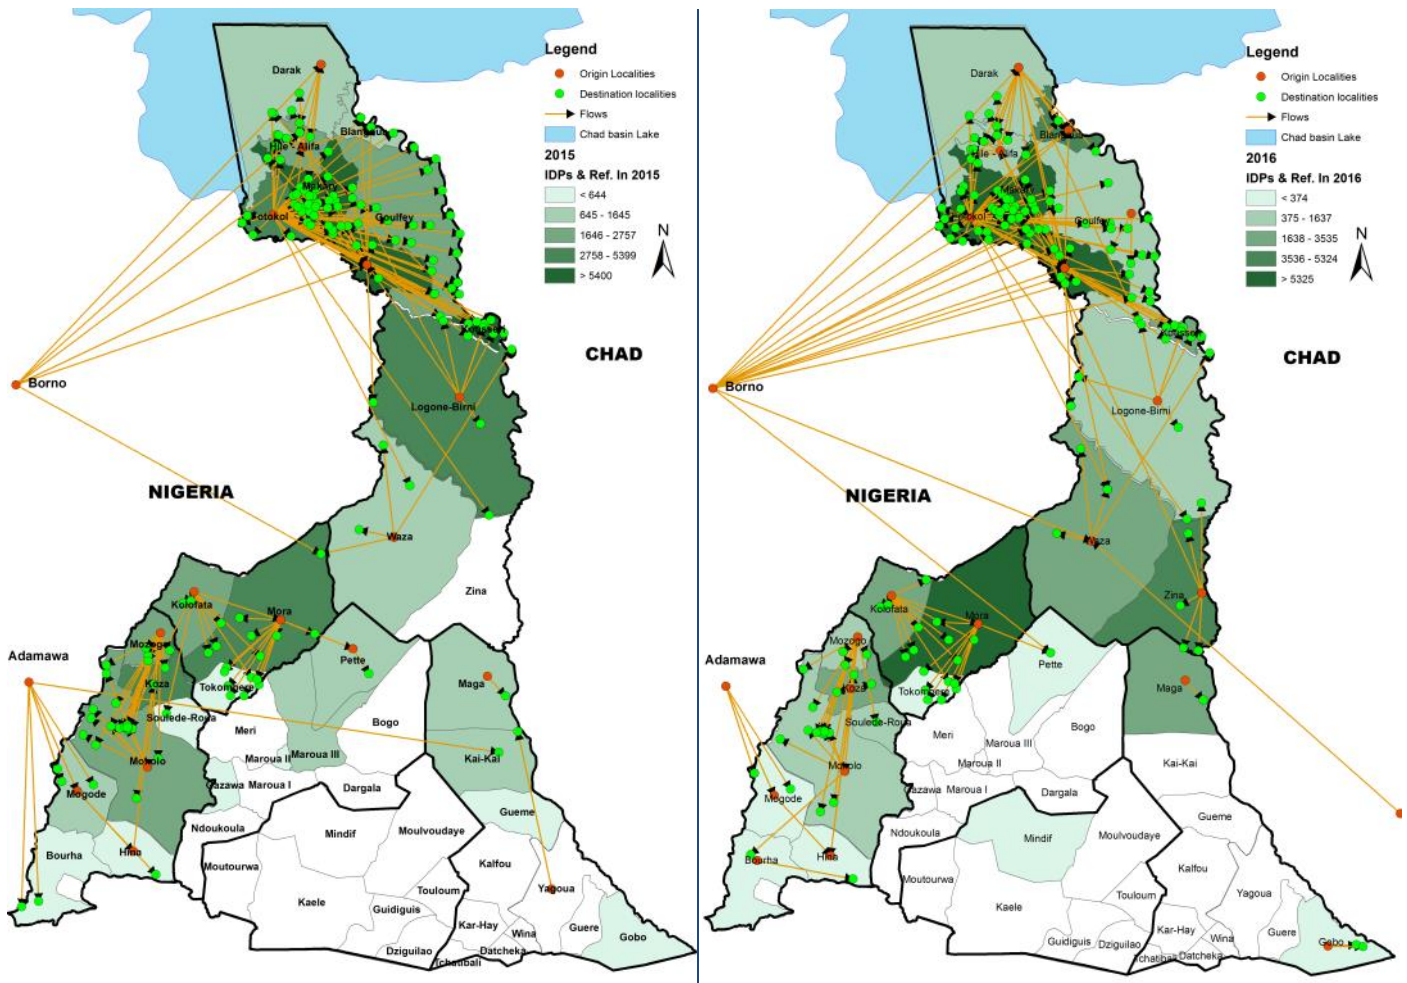 Legend
Origin Localities
Destination localities
Flows
Chad basin Lake
2015
IDPs & Ref. In 2015
< 644
645 - 1645
1646 - 2757
2758 - 5399
> 5400
N
Darak
Blangoua
Hile - Alifa
Makary
Fotokol
Goulfey
Kousseri
CHAD
Borno
Logone-Birni
NIGERIA
Waza
Zina
Kolofata
Mora
Mozogo
Adamawa
Pette
Koza
Tokombere
Maga
Soulede-Roua
Bogo
Meri
Maroua II
Maroua III
Mokolo
Kai-Kai
Gazawa
Maroua I
Dargala
Mogode
Gueme
Ndoukoula
Mindif
Moulvoudaye
Bourha
Hina
Moutourwa
Kalfou
Touloum
Yagoua
Kaele
Guidiguis
Kar-Hay
Wina
Guere
Gobo
Dziguilao
Datcheka
Tchatibali
Legend
Origin Localities
Destination localities
Flows
Chad basin Lake
2016
IDPs & Ref. In 2016
< 374
375 - 1637
1638 - 3535
3536 - 5324
> 5325
N
Darak
Blangoua
Hile - Alifa
Makary
Fotokol
Goulfey
Kousseri
CHAD
Borno
Logone-Birni
NIGERIA
Waza
Zina
Kolofata
Mora
Mozogo
Adamawa
Pette
Koza
Tokombere
Maga
Soulede-Roua
Bogo
Meri
Maroua III
Maroua II
Mokolo
Kai-Kai
Gazawa
Maroua I
Dargala
Mogode
Gueme
Ndoukoula
Mindif
Moulvoudaye
Bourha
Hina
Moutourwa
Kalfou
Touloum
Yagoua
Kaele
Guidiguis
Kar-Hay
Wina
Guere
Gobo
Dziguilao
Datcheka
Tchatibali